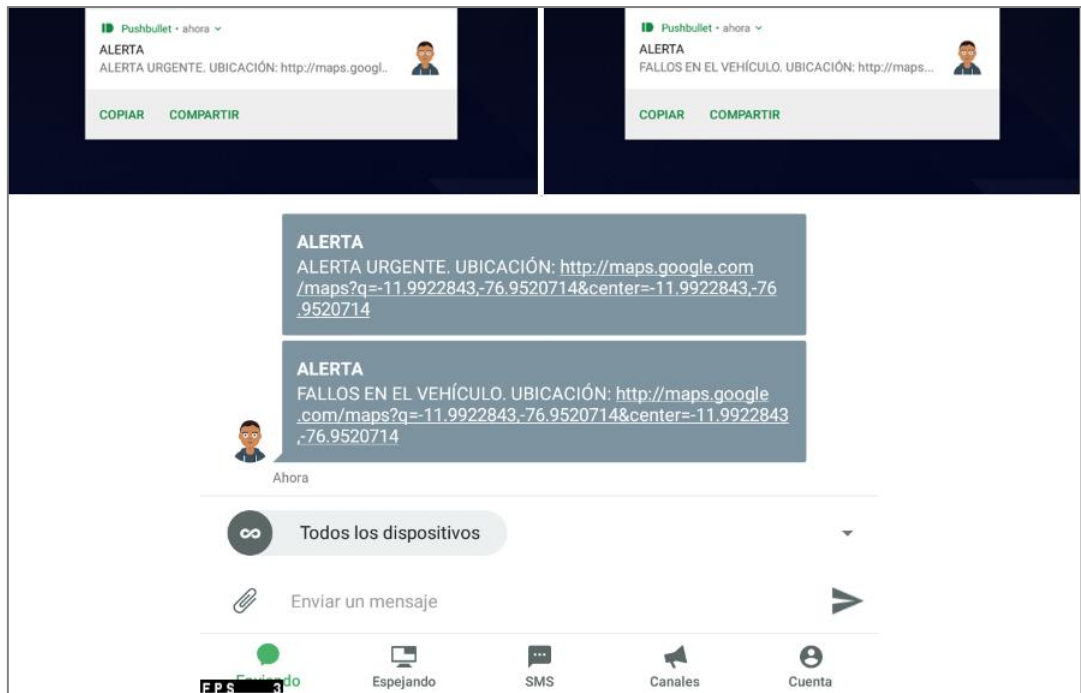 Pushbullet • ahora
ALERTA
ALERTA URGENTE. UBICACIÓN: http://maps.googl..
COPIAR COMPARTIR
Pushbullet • ahora
ALERTA
FALLOS EN EL VEHÍCULO. UBICACIÓN: http://maps...
COPIAR COMPARTIR
ALERTA
ALERTA URGENTE. UBICACIÓN: http://maps.google.com
/maps?q=-11.9922843,-76.9520714&center=-11.9922843,-76
.9520714
ALERTA
FALLOS EN EL VEHÍCULO. UBICACIÓN: http://maps.google
.com/maps?q=-11.9922843,-76.9520714&center=-11.9922843
,-76.9520714
Ahora
Todos los dispositivos
Enviar un mensaje
Espejando SMS Canales Cuenta
FPS 3